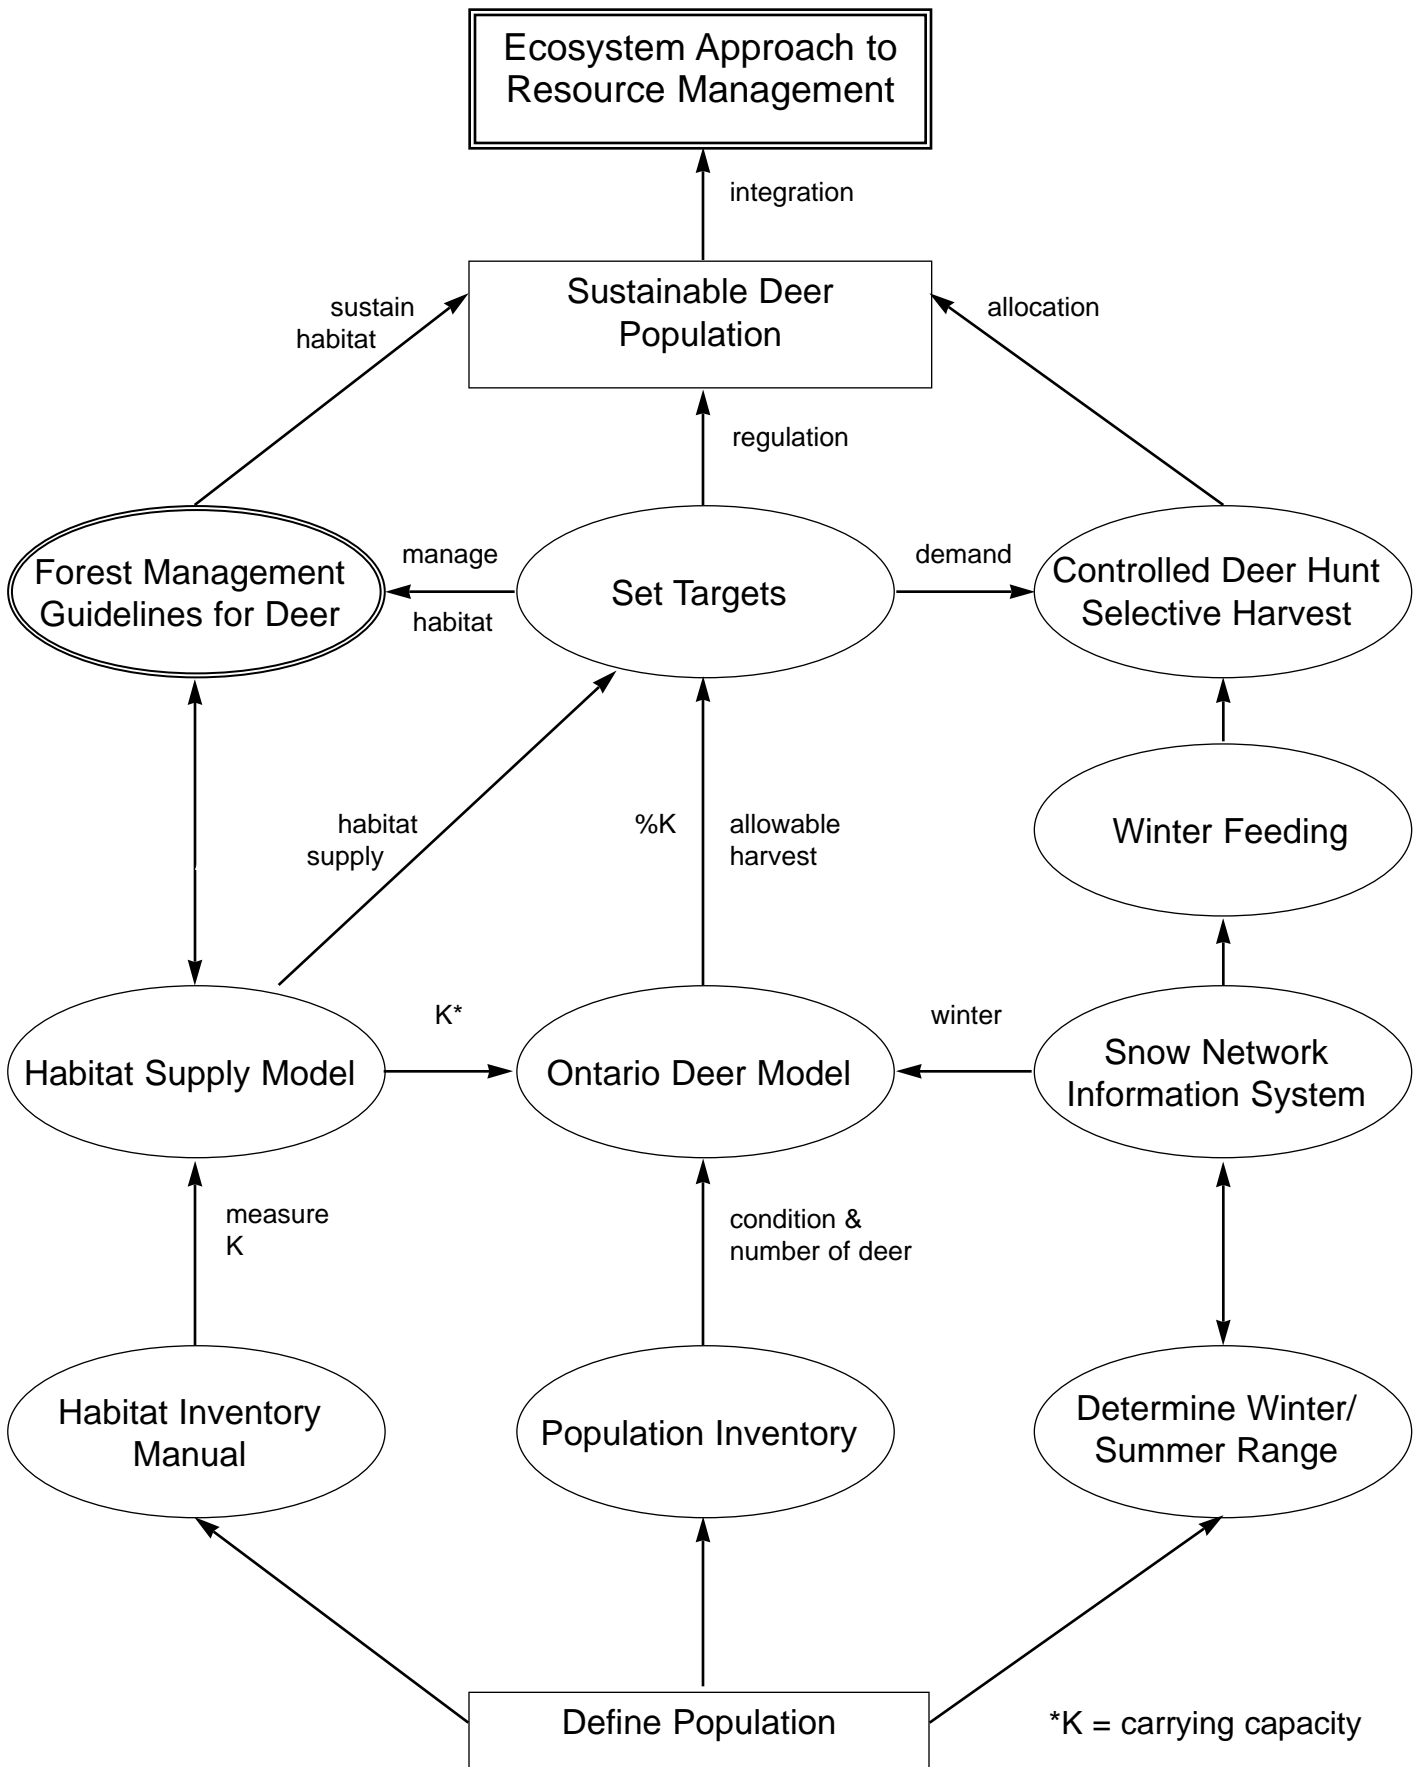 Ecosystem Approach to
Resource Management
integration
Sustainable Deer
Population
sustain
habitat
allocation
regulation
Forest Management
Guidelines for Deer
manage
habitat
Set Targets
demand
Controlled Deer Hunt
Selective Harvest
habitat
supply
%K
allowable
harvest
Winter Feeding
Habitat Supply Model
K*
Ontario Deer Model
winter
Snow Network
Information System
measure
K
condition &
number of deer
Habitat Inventory
Manual
Population Inventory
Determine Winter/
Summer Range
Define Population
*K = carrying capacity